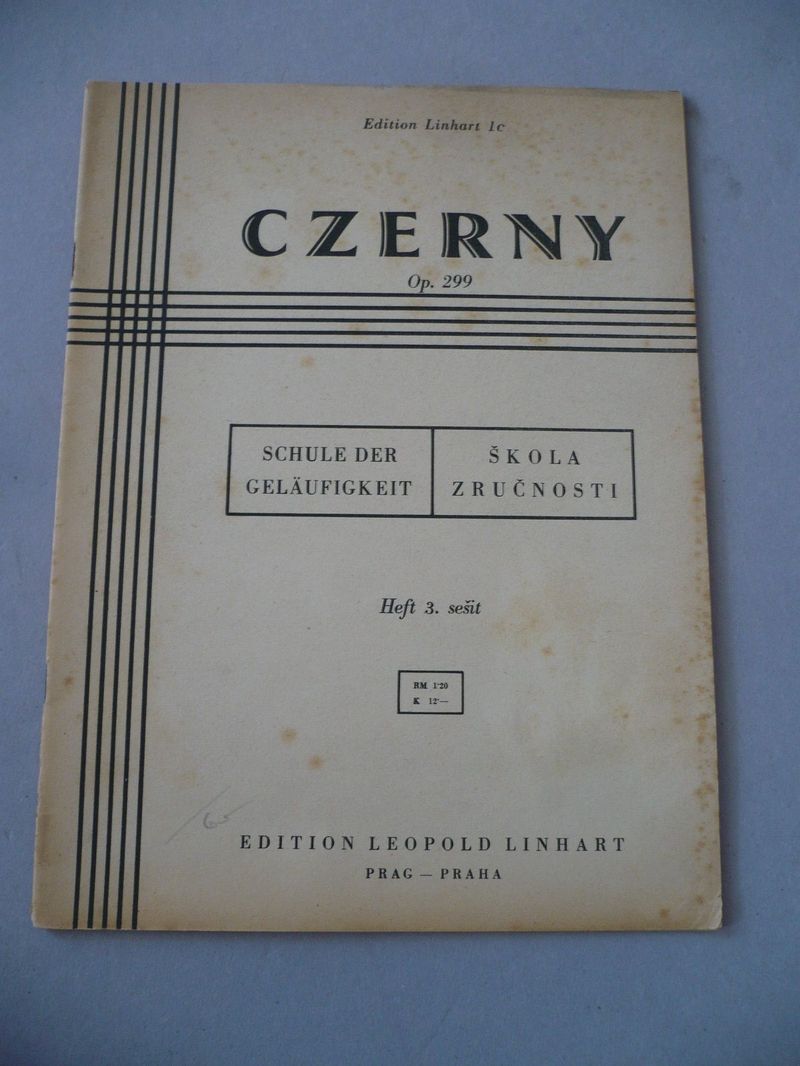 Edition Linhart 1c
CZERNY
Op. 299
SCHULE DER
GELÄUFIGKEIT
ŠKOLA
ZRUČNOSTI
Heft 3. sešit
RM 1·20
K 12·—
EDITION LEOPOLD LINHART
PRAG — PRAHA